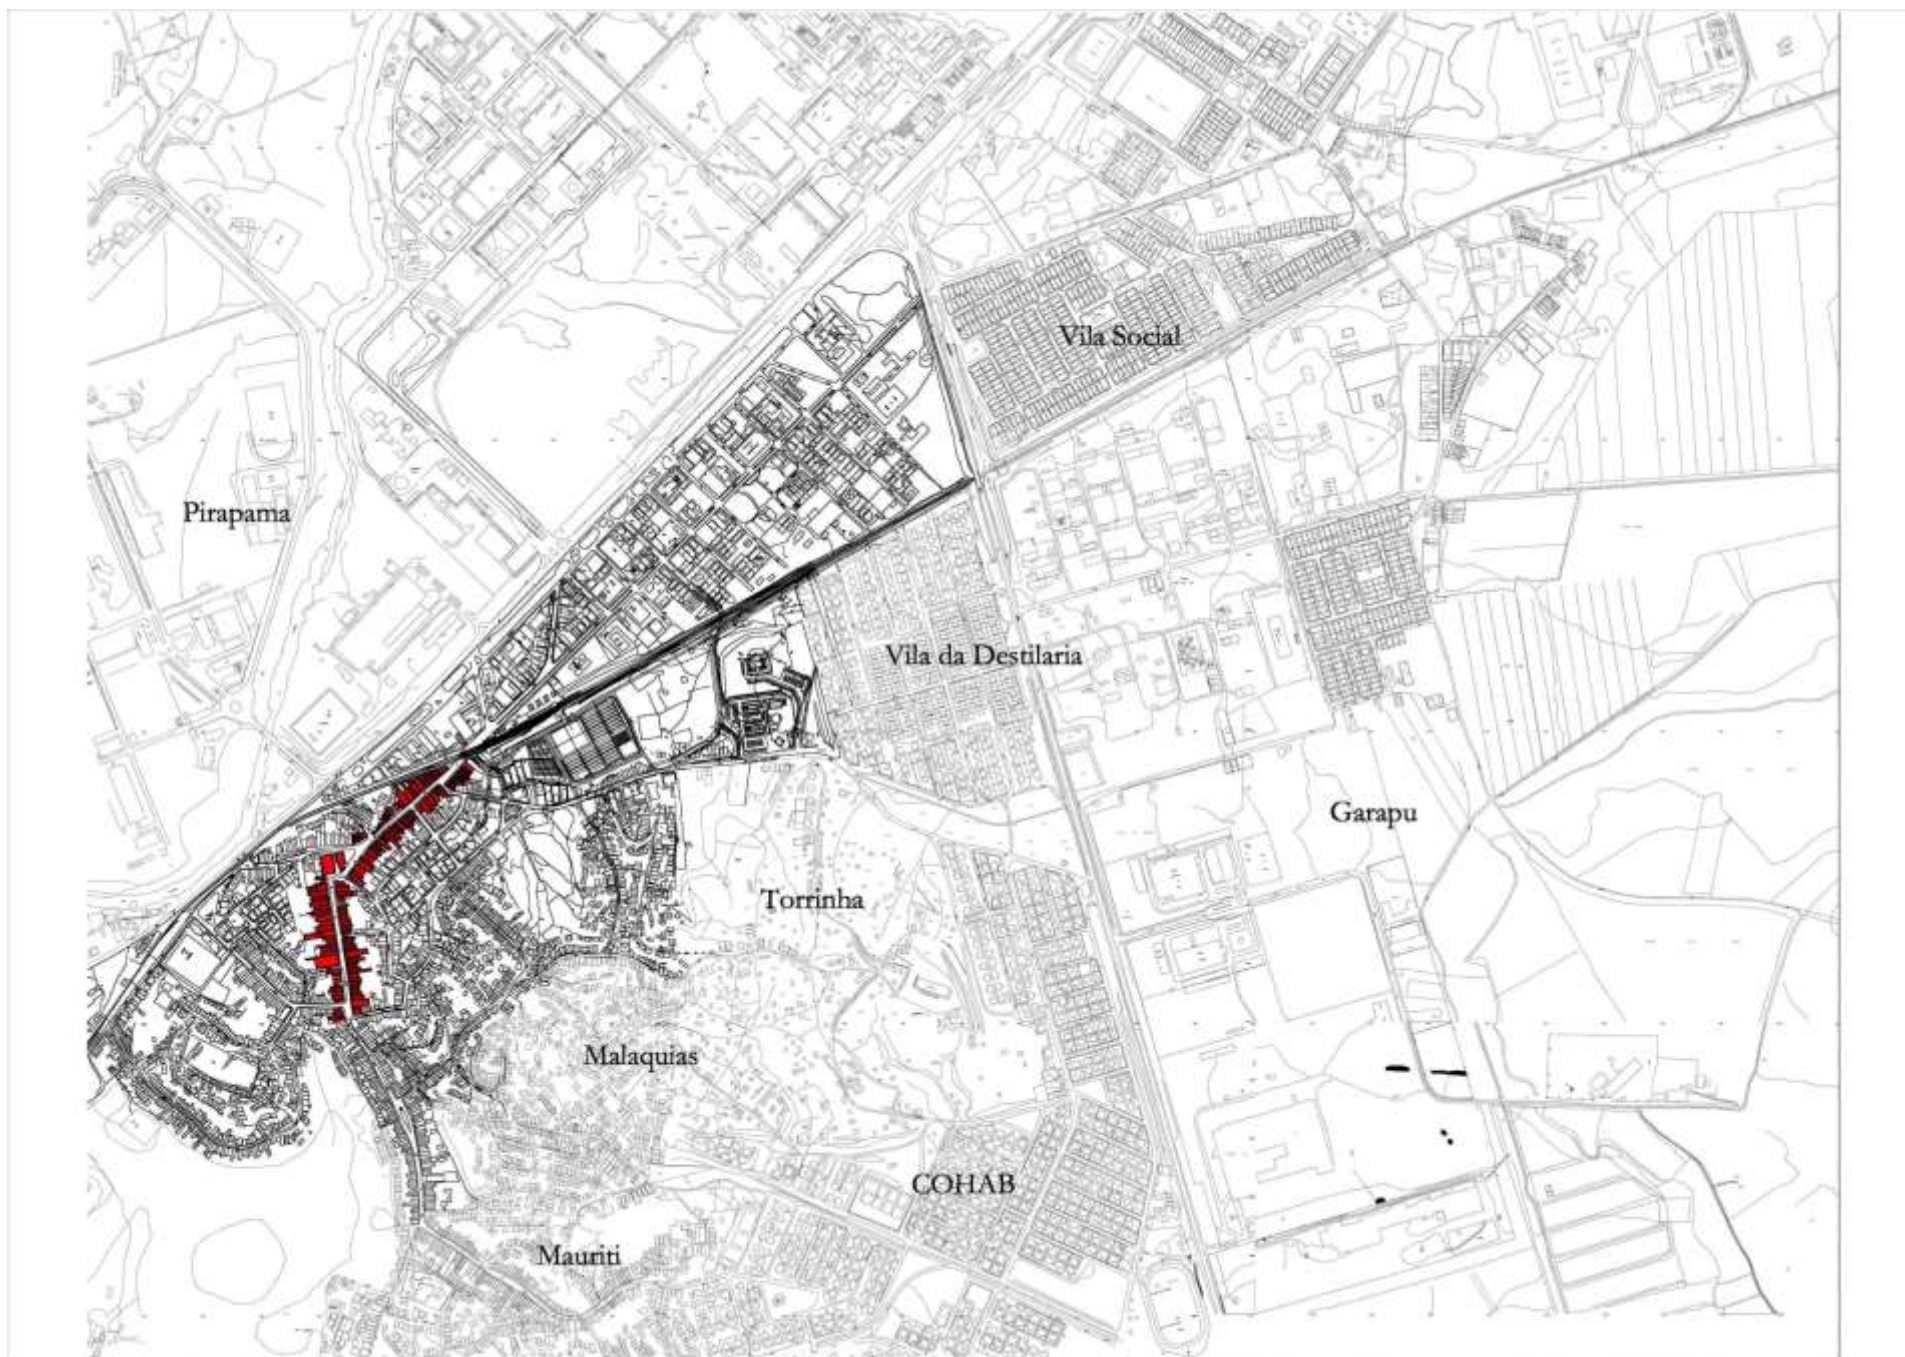 Vila Social
Pirapama
Vila da Destilaria
Garapu
Torrinha
Malaquias
COHAB
Mauriti